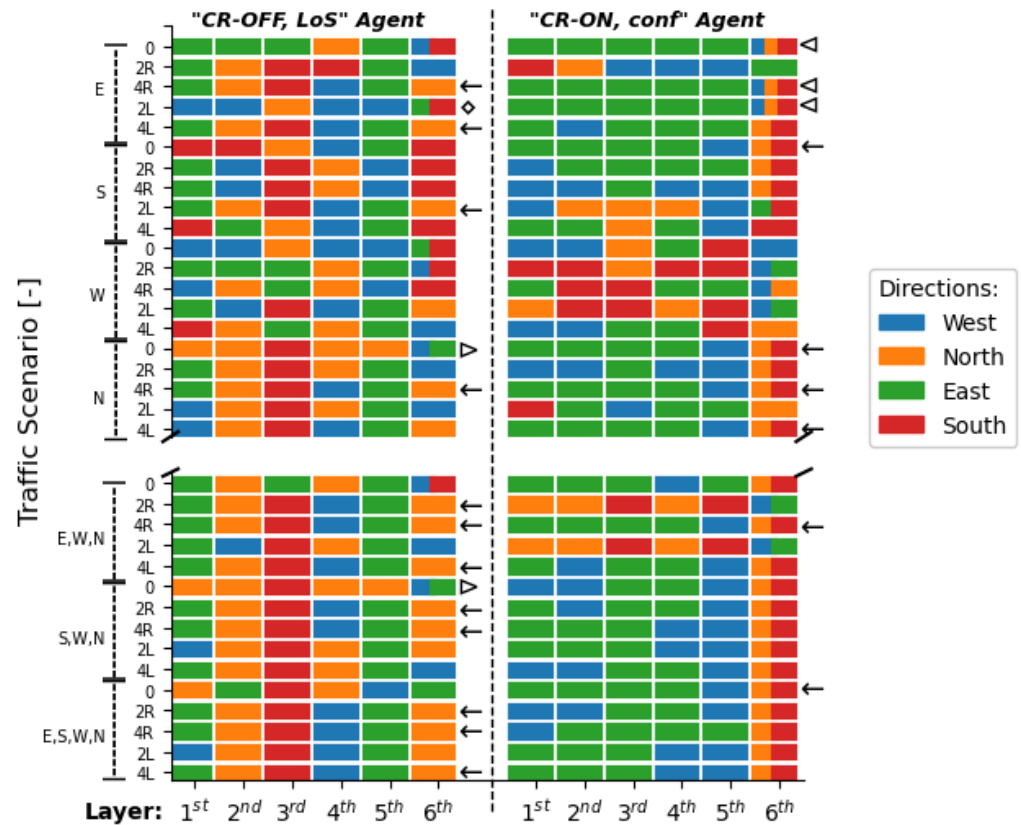 "CR-OFF, LoS" Agent
"CR-ON, conf" Agent
Traffic Scenario [-]
E
0
2R
4R
2L
4L
S
0
2R
4R
2L
4L
W
0
2R
4R
2L
4L
N
0
2R
4R
2L
4L
E,W,N
0
2R
4R
2L
4L
S,W,N
0
2R
4R
2L
4L
E,S,W,N
0
2R
4R
2L
4L
Layer: 1st 2nd 3rd 4th 5th 6th 1st 2nd 3rd 4th 5th 6th
Directions:
West
North
East
South